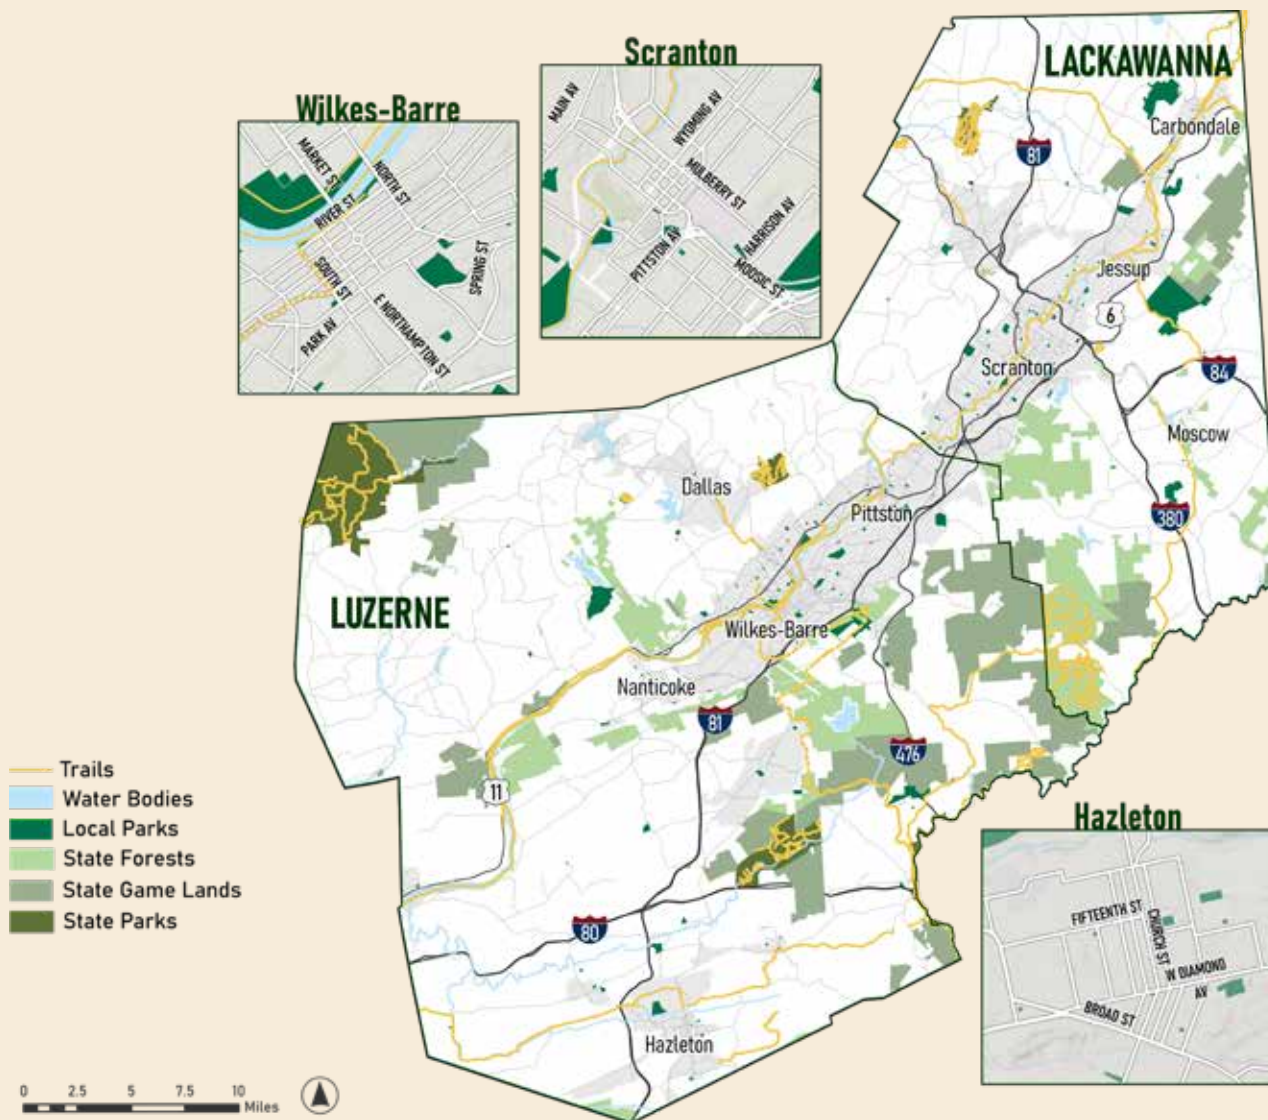 Scranton
MAIN AV
WYOMING AV
MULBERRY ST
HARRISON AV
PITTSTON AV
MOOSIC ST
Wilkes-Barre
MARKET ST
NORTH ST
RIVER ST
SOUTH ST
SPRING ST
PARK AV
E NORTHAMPTON ST
LACKAWANNA
Carbondale
81
Jessup
6
Scranton
84
Moscow
380
Dallas
Pittston
LUZERNE
Wilkes-Barre
Nanticoke
81
476
11
80
Hazleton
Trails
Water Bodies
Local Parks
State Forests
State Game Lands
State Parks
Hazleton
FIFTEENTH ST
CHURCH ST
W DIAMOND
AV
BROAD ST
0 2.5 5 7.5 10
Miles